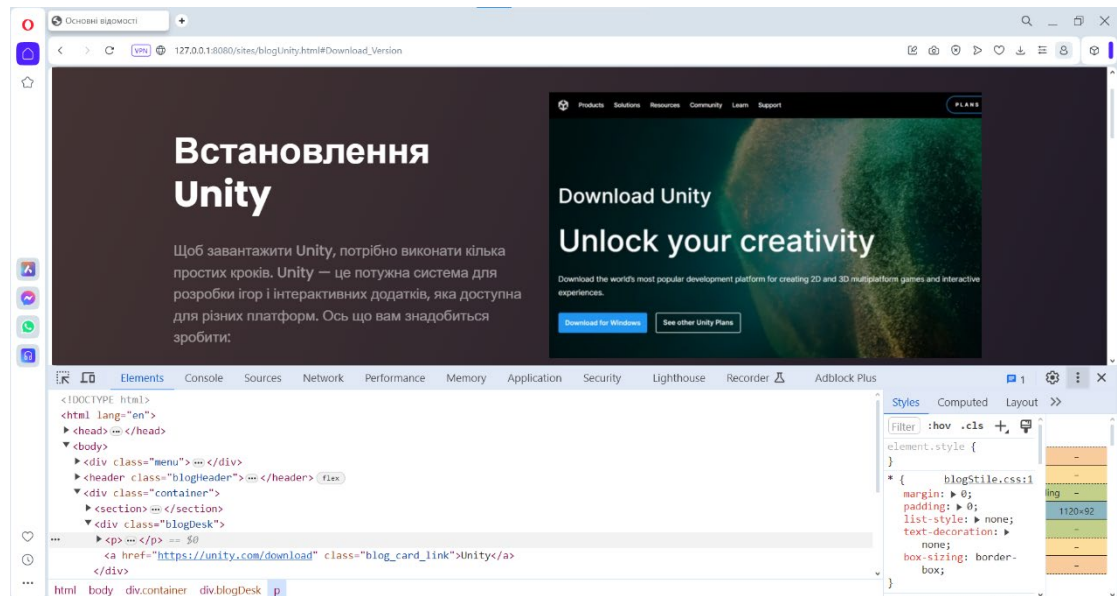 Основні відомості
VPN 127.0.0.1:8080/sites/blogUnity.html#Download_Version
Встановлення
Unity
Щоб завантажити Unity, потрібно виконати кілька
простих кроків. Unity — це потужна система для
розробки ігор і інтерактивних додатків, яка доступна
для різних платформ. Ось що вам знадобиться
зробити:
Products Solutions Resources Community Learn Support PLANS
Download Unity
Unlock your creativity
Download the world's most popular development platform for creating 2D and 3D multiplatform games and interactive
experiences.
Download for Windows See other Unity Plans
Elements Console Sources Network Performance Memory Application Security Lighthouse Recorder Adblock Plus 1
<!DOCTYPE html>
<html lang="en">
<head> … </head>
<body>
<div class="menu"> … </div>
<header class="blogHeader"> … </header> flex
<div class="container">
<section> … </section>
<div class="blogDesk">
… <p> … </p> == $0
<a href="https://unity.com/download" class="blog_card_link">Unity</a>
</div>
html body div.container div.blogDesk p
Styles Computed Layout >>
Filter :hov .cls +
element.style {
}
* { blogStile.css:1
margin: 0;
padding: 0;
list-style: none;
text-decoration:
none;
box-sizing: border-
box;
}
ing –
1120×92